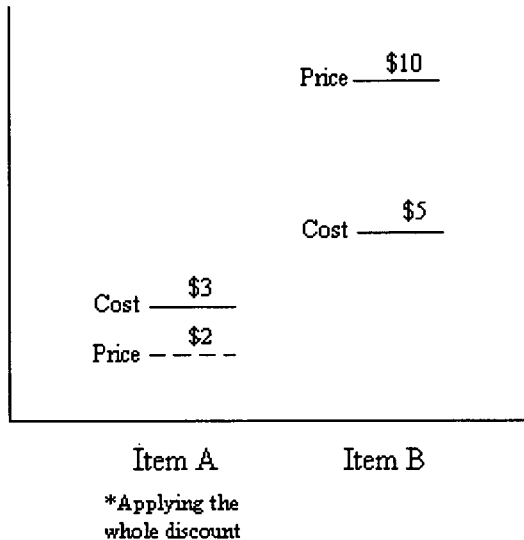 $10
Price
$5
Cost
$3
Cost
$2
Price
Item A
Item B
*Applying the
whole discount